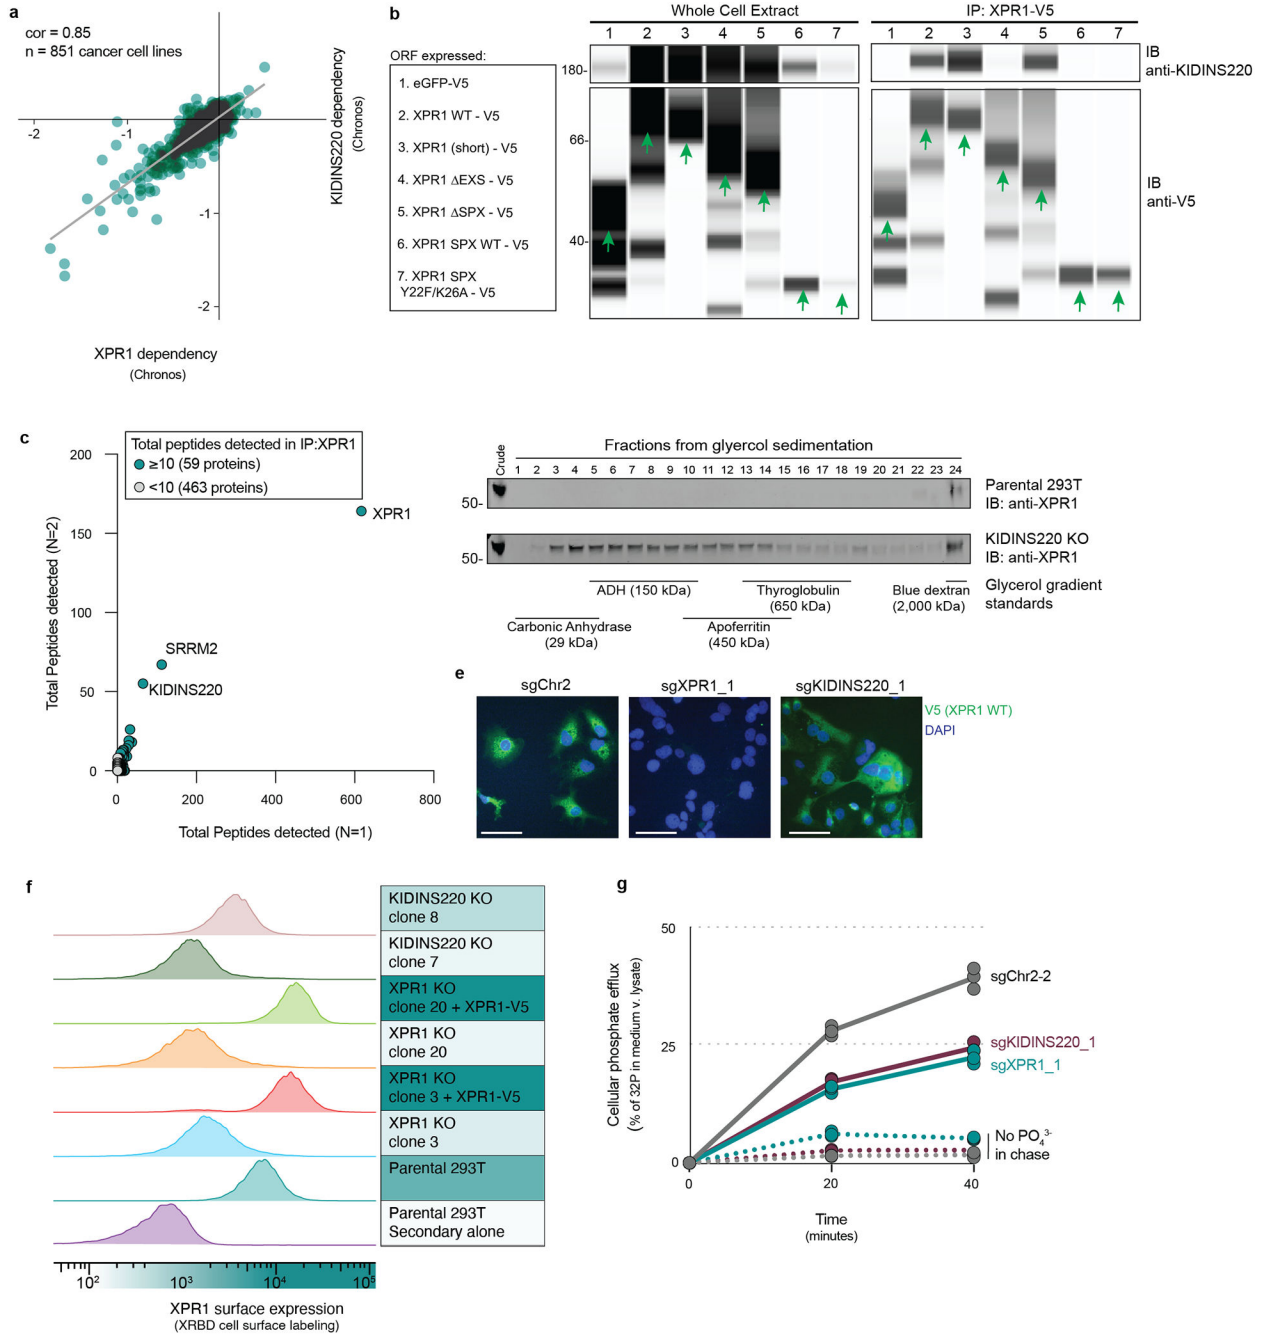 a
cor = 0.85
n = 851 cancer cell lines
-2
-1
-1
-2
KIDINS220 dependency
(Chronos)
XPR1 dependency
(Chronos)
b
Whole Cell Extract
IP: XPR1-V5
ORF expressed:
1. eGFP-V5
2. XPR1 WT - V5
3. XPR1 (short) - V5
4. XPR1 ΔEXS - V5
5. XPR1 ΔSPX - V5
6. XPR1 SPX WT - V5
7. XPR1 SPX
Y22F/K26A - V5
1 2 3 4 5 6 7
1 2 3 4 5 6 7
180-
66-
40-
IB
anti-KIDINS220
IB
anti-V5
c
Total peptides detected in IP:XPR1
≥10 (59 proteins)
<10 (463 proteins)
200
150
100
50
0
0 200 400 600 800
XPR1
SRRM2
KIDINS220
Total Peptides detected (N=2)
Total Peptides detected (N=1)
Fractions from glyercol sedimentation
Crude
1 2 3 4 5 6 7 8 9 10 11 12 13 14 15 16 17 18 19 20 21 22 23 24
50-
Parental 293T
IB: anti-XPR1
50-
KIDINS220 KO
IB: anti-XPR1
ADH (150 kDa)
Thyroglobulin
(650 kDa)
Blue dextran
(2,000 kDa)
Glycerol gradient
standards
Carbonic Anhydrase
(29 kDa)
Apoferritin
(450 kDa)
e
sgChr2
sgXPR1_1
sgKIDINS220_1
V5 (XPR1 WT)
DAPI
f
KIDINS220 KO
clone 8
KIDINS220 KO
clone 7
XPR1 KO
clone 20 + XPR1-V5
XPR1 KO
clone 20
XPR1 KO
clone 3 + XPR1-V5
XPR1 KO
clone 3
Parental 293T
Parental 293T
Secondary alone
10² 10³ 10⁴ 10⁵
XPR1 surface expression
(XRBD cell surface labeling)
g
50
25
0
0 20 40
Cellular phosphate efflux
(% of 32P in medium v. lysate)
sgChr2-2
sgKIDINS220_1
sgXPR1_1
No PO₄³⁻
in chase
Time
(minutes)